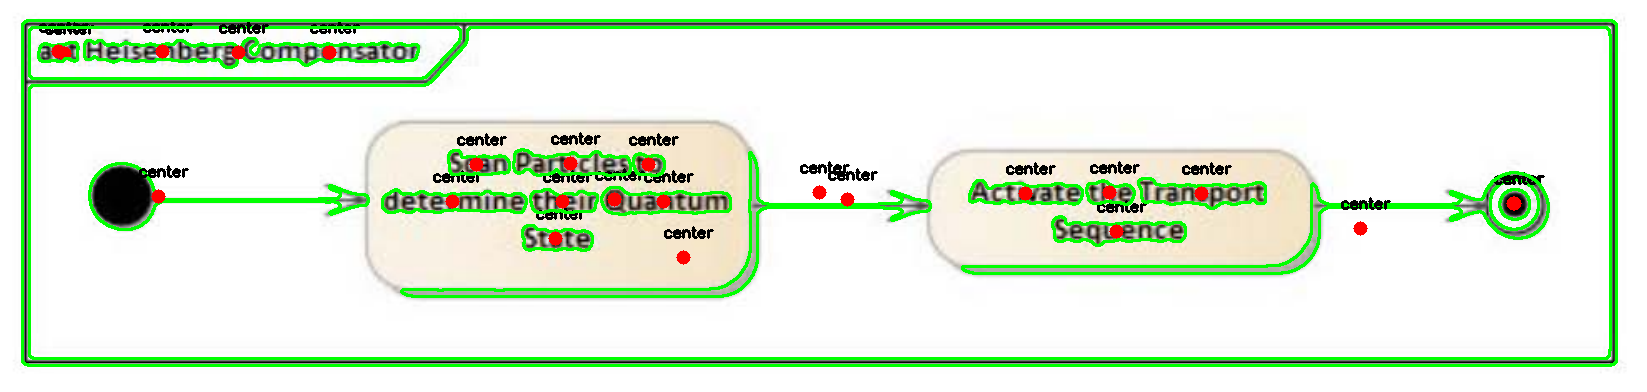 center center center center
act Heisenberg Compensator
center
center center center
Scan Particles to
center center center center
determine their Quantum
center
State
center
center
center
center center center
Activate the Transport
center
Sequence
center
center